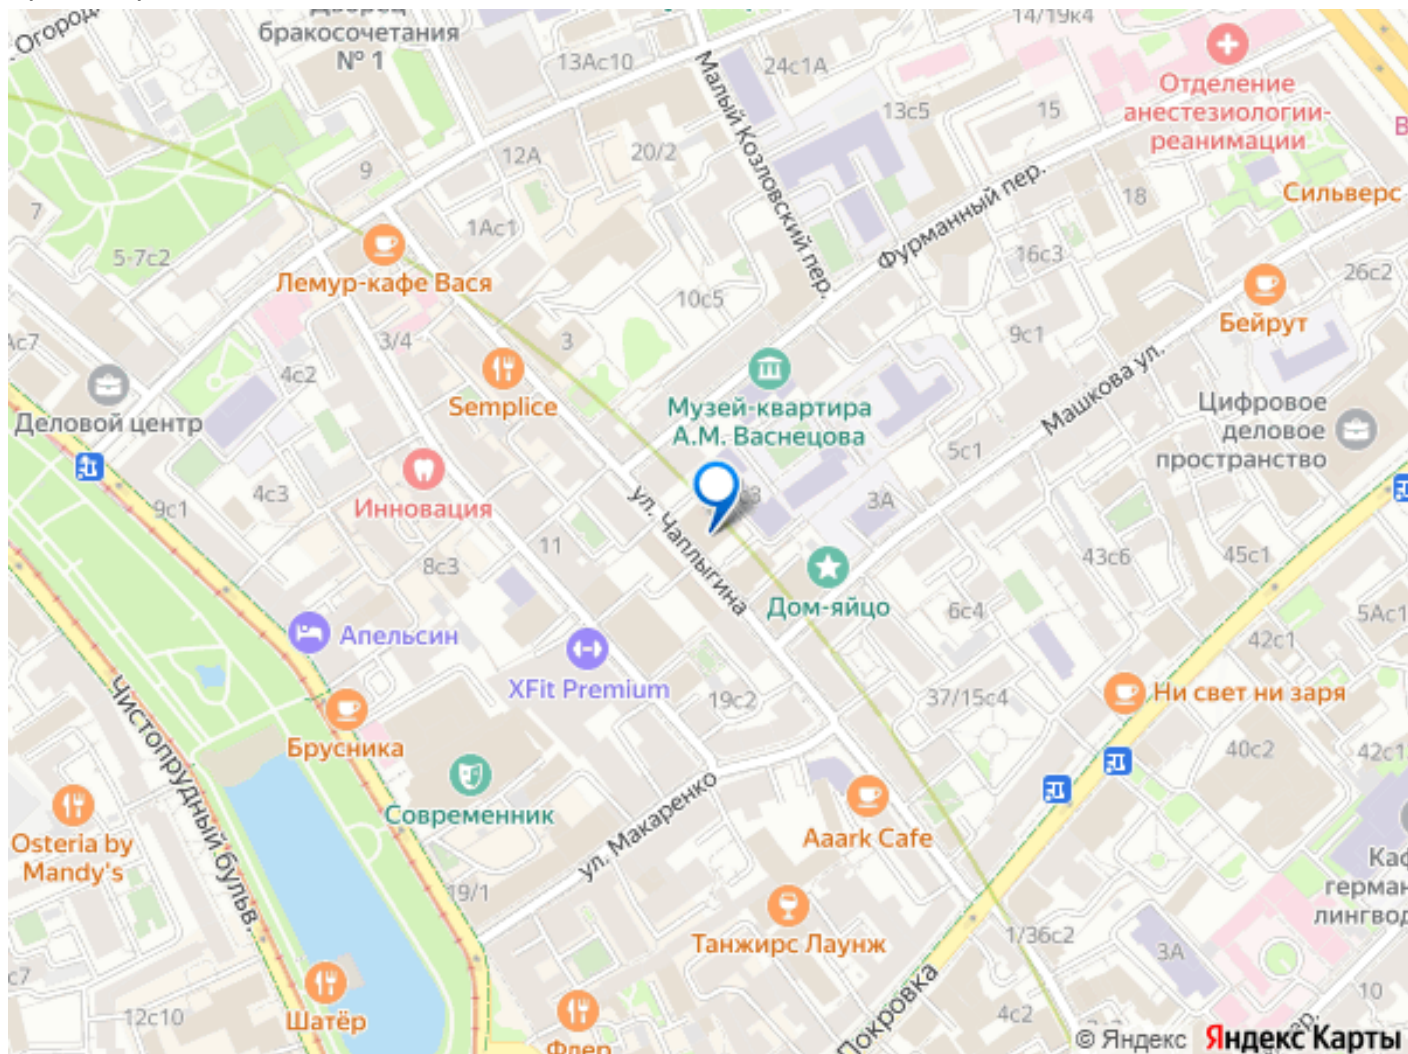 Дворец
бракосочетания
№ 1
14/19к4
13Ас10
24с1А
Малый Козловский пер.
13с5
15
Отделение
анестезиологии-
реанимации
9
12А
20/2
Фурманный пер.
18
Сильверс
7
5-7с2
1Ас1
Лемур-кафе Вася
10с5
16с3
26с2
Бейрут
3/4
3
9с1
4с2
Semplice
Музей-квартира
А.М. Васнецова
Машкова ул.
Деловой центр
Цифровое
деловое
пространство
5с1
9с1
4с3
Инновация
ул. Чаплыгина
3А
11
8с3
43с6
45с1
Дом-яйцо
6с4
5Ас1
42с1
Апельсин
XFit Premium
19с2
37/15с4
Ни свет ни заря
Чистопрудный бульв.
Брусника
40с2
Современник
ул. Макаренко
Aaark Cafe
Osteria by
Mandy's
19/1
Танжирс Лаунж
1/36с2
3А
Шатёр
12с10
Покровка
4с2
10
© Яндекс Яндекс Карты